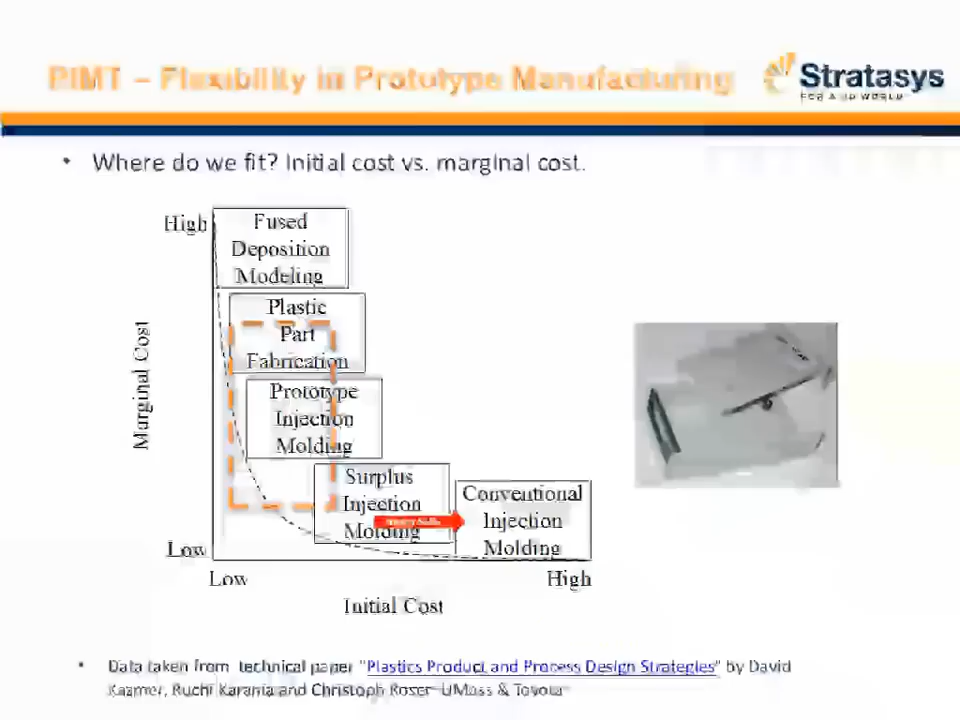 PIMT – Flexibility in Prototype Manufacturing
Stratasys
FOR A 3D WORLD
• Where do we fit? Initial cost vs. marginal cost.
High
Fused
Deposition
Modeling
Plastic
Part
Fabrication
Prototype
Injection
Molding
Surplus
Injection
Molding
Conventional
Injection
Molding
Marginal Cost
Low
Low
High
Initial Cost
• Data taken from technical paper "Plastics Product and Process Design Strategies" by David
Kazmer, Ruchi Karania and Christoph Roser UMass & Toyota